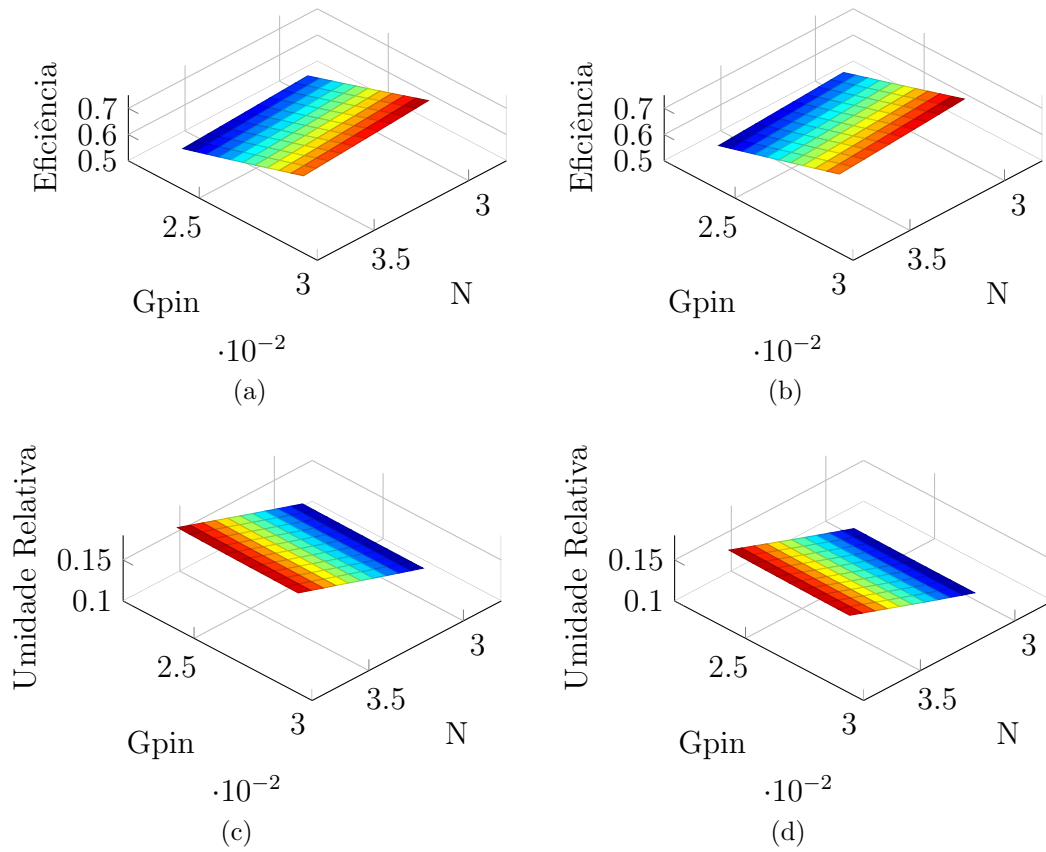 Eficiência
0.7
0.6
0.5
2.5
3
Gpin
·10⁻²
3.5
3
N
(a)
Eficiência
0.7
0.6
0.5
2.5
3
Gpin
·10⁻²
3.5
3
N
(b)
Umidade Relativa
0.15
0.1
2.5
3
Gpin
·10⁻²
3.5
3
N
(c)
Umidade Relativa
0.15
0.1
2.5
3
Gpin
·10⁻²
3.5
3
N
(d)